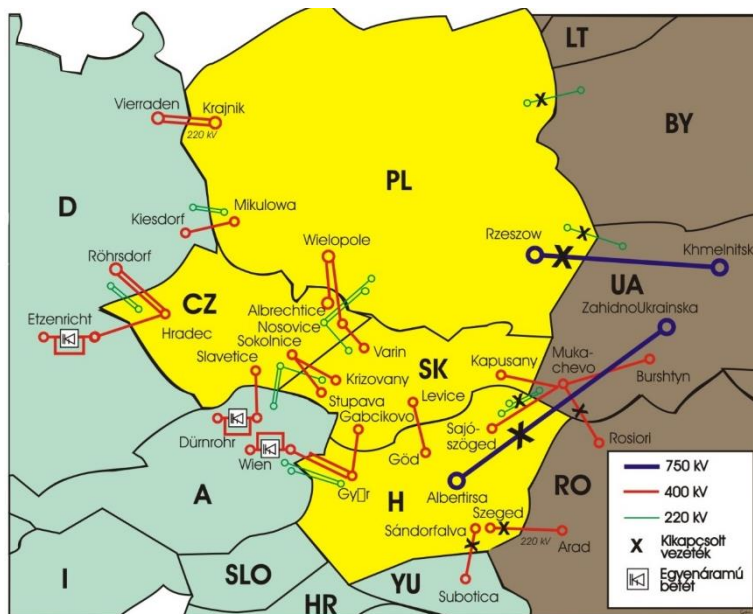 LT
Vierraden
Krajnik
220 kV
X
BY
PL
D
Mikulowa
Kiesdorf
Wielopole
X
Rzeszow
X
Khmelnitsk
Röhrsdorf
UA
CZ
Etzenricht
Albrechtice
ZahidnoUkrainska
Hradec
Nosovice
Sokolnice
Slavetice
Varin
SK
Kapusany
Muka-
chevo
Burshtyn
Krizovany
Levice
Stupava
Gabcikovo
X
X
Sajó-
szöged
X
Dürnrohr
Rosiori
Wien
Göd
Győr
Albertirsa
A
H
RO
Szeged
Sándorfalva
X
X
220 kV
Arad
I
SLO
HR
YU
Subotica
750 kV
400 kV
220 kV
X
Kikapcsolt
vezeték
Egyenáramú
betét